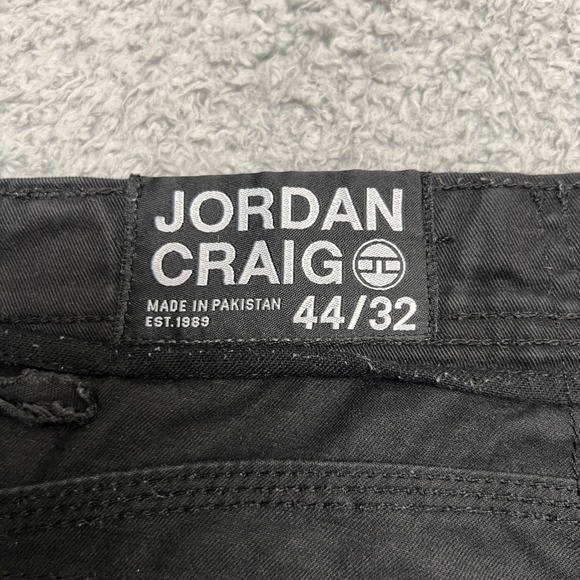 JORDAN
CRAIG
MADE IN PAKISTAN
EST.1989
44/32